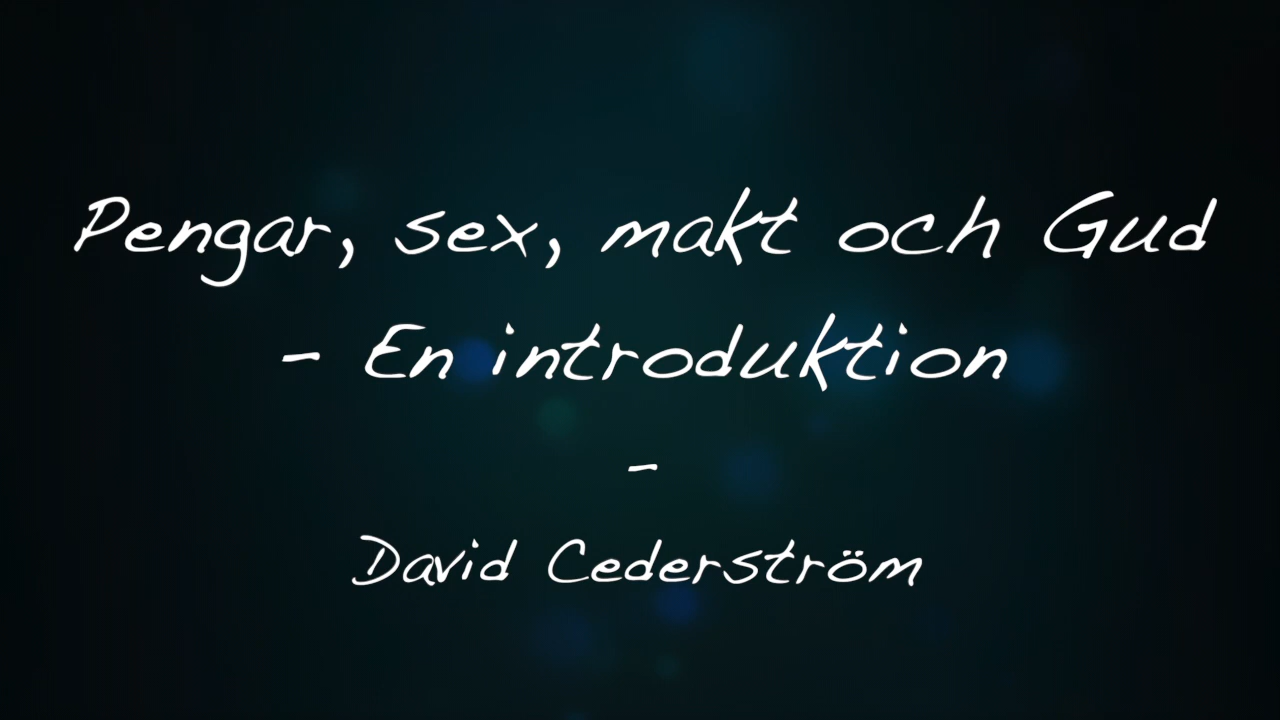 Pengar, sex, makt och Gud
- En introduktion
-
David Cederström